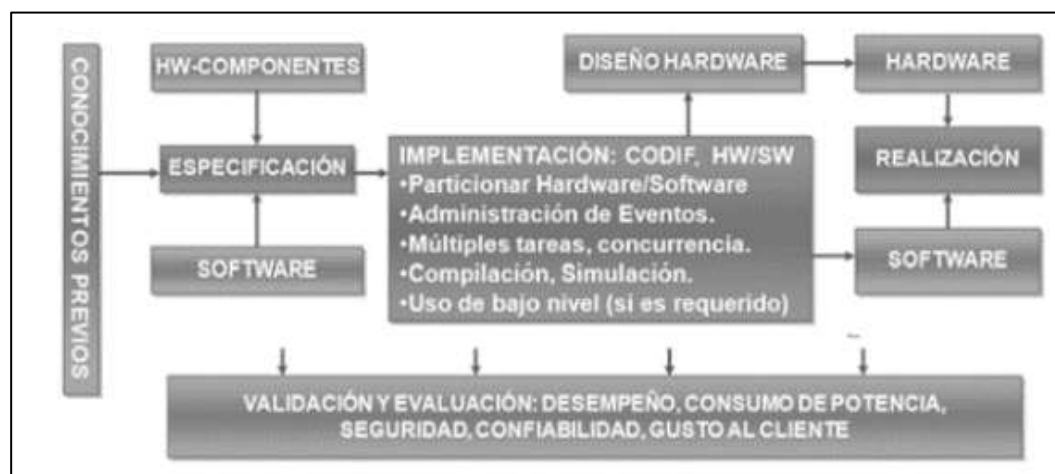 CONOCIMIENTOS PREVIOS
HW-COMPONENTES
ESPECIFICACIÓN
SOFTWARE
IMPLEMENTACIÓN: CODIF, HW/SW
•Particionar Hardware/Software
•Administración de Eventos.
•Múltiples tareas, concurrencia.
•Compilación, Simulación.
•Uso de bajo nivel (si es requerido)
DISEÑO HARDWARE
HARDWARE
REALIZACIÓN
SOFTWARE
VALIDACIÓN Y EVALUACIÓN: DESEMPEÑO, CONSUMO DE POTENCIA,
SEGURIDAD, CONFIABILIDAD, GUSTO AL CLIENTE